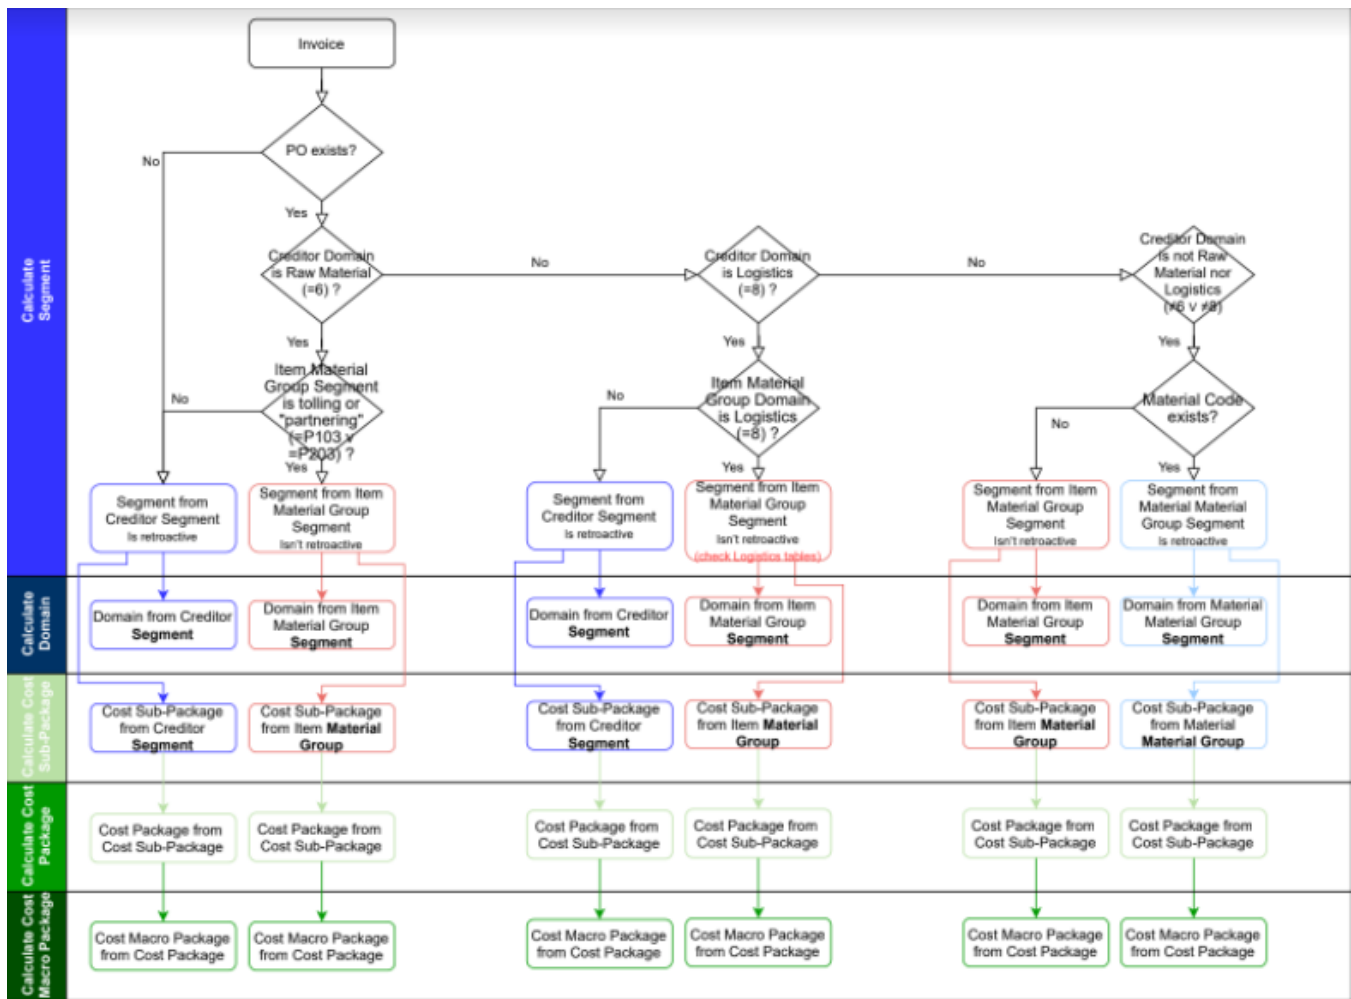 Invoice
PO exists?
No
Yes
Creditor Domain
is Raw Material
(=6) ?
No
Creditor Domain
is Logistics
(=8) ?
No
Creditor Domain
is not Raw
Material nor
Logistics
(≠6 v ≠8)
Calculate
Segment
Yes
Yes
Yes
Item Material
Group Segment
is tolling or
"partnering"
(=P103 v
=P203) ?
No
Yes
Item Material
Group Domain
is Logistics
(=8) ?
No
Yes
Material Code
exists?
No
Yes
Segment from
Creditor Segment
Is retroactive
Segment from Item
Material Group
Segment
Isn't retroactive
Segment from
Creditor Segment
Is retroactive
Segment from Item
Material Group
Segment
Isn't retroactive
(check Logistics tables)
Segment from Item
Material Group
Segment
Isn't retroactive
Segment from
Material Material
Group Segment
Is retroactive
Calculate
Domain
Domain from Creditor
Segment
Domain from Item
Material Group
Segment
Domain from Creditor
Segment
Domain from Item
Material Group
Segment
Domain from Item
Material Group
Segment
Domain from Material
Material Group
Segment
Calculate Cost
Sub-Package
Cost Sub-Package
from Creditor
Segment
Cost Sub-Package
from Item Material
Group
Cost Sub-Package
from Creditor
Segment
Cost Sub-Package
from Item Material
Group
Cost Sub-Package
from Item Material
Group
Cost Sub-Package
from Material
Material Group
Calculate Cost
Package
Cost Package from
Cost Sub-Package
Cost Package from
Cost Sub-Package
Cost Package from
Cost Sub-Package
Cost Package from
Cost Sub-Package
Cost Package from
Cost Sub-Package
Cost Package from
Cost Sub-Package
Calculate Cost
Macro Package
Cost Macro Package
from Cost Package
Cost Macro Package
from Cost Package
Cost Macro Package
from Cost Package
Cost Macro Package
from Cost Package
Cost Macro Package
from Cost Package
Cost Macro Package
from Cost Package